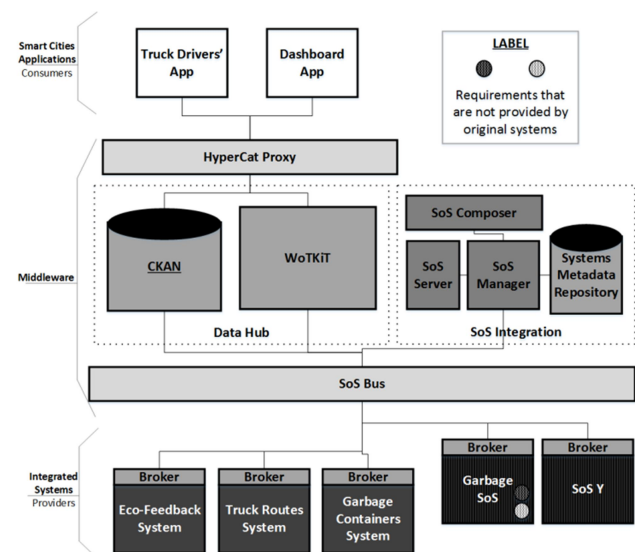 Smart Cities
Applications
Consumers
Truck Drivers'
App
Dashboard
App
LABEL
Requirements that
are not provided by
original systems
HyperCat Proxy
Middleware
CKAN
WoTKiT
Data Hub
SoS Composer
SoS
Server
SoS
Manager
Systems
Metadata
Repository
SoS Integration
SoS Bus
Integrated
Systems
Providers
Broker
Eco-Feedback
System
Broker
Truck Routes
System
Broker
Garbage
Containers
System
Broker
Garbage
SoS
Broker
SoS Y